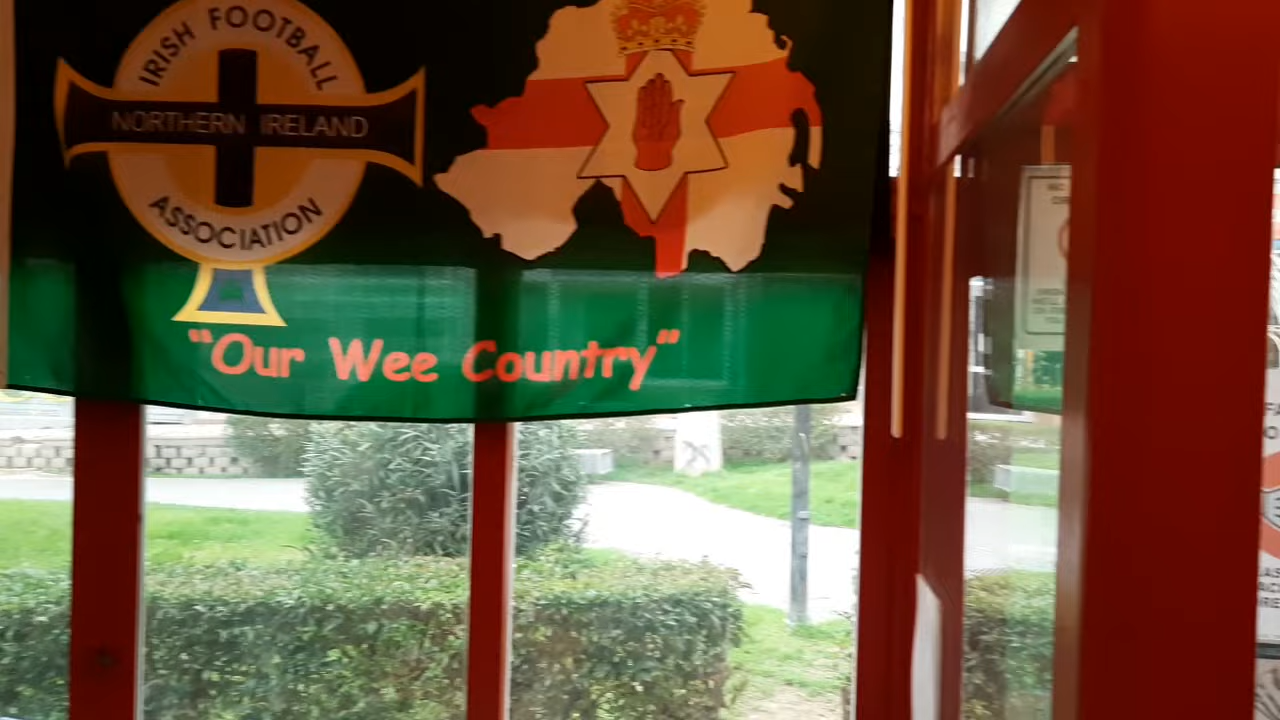 IRISH FOOTBALL
NORTHERN IRELAND
ASSOCIATION
"Our Wee Country"